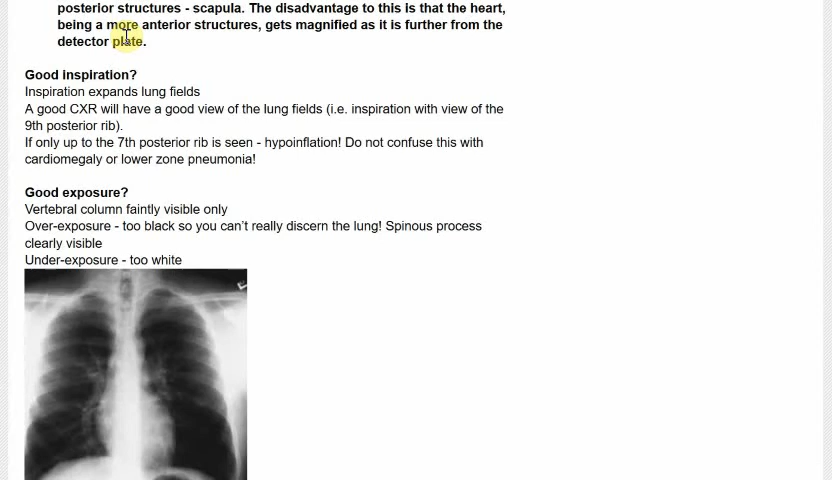 posterior structures - scapula. The disadvantage to this is that the heart,
being a more anterior structures, gets magnified as it is further from the
detector plate.
Good inspiration?
Inspiration expands lung fields
A good CXR will have a good view of the lung fields (i.e. inspiration with view of the
9th posterior rib).
If only up to the 7th posterior rib is seen - hypoinflation! Do not confuse this with
cardiomegaly or lower zone pneumonia!
Good exposure?
Vertebral column faintly visible only
Over-exposure - too black so you can’t really discern the lung! Spinous process
clearly visible
Under-exposure - too white